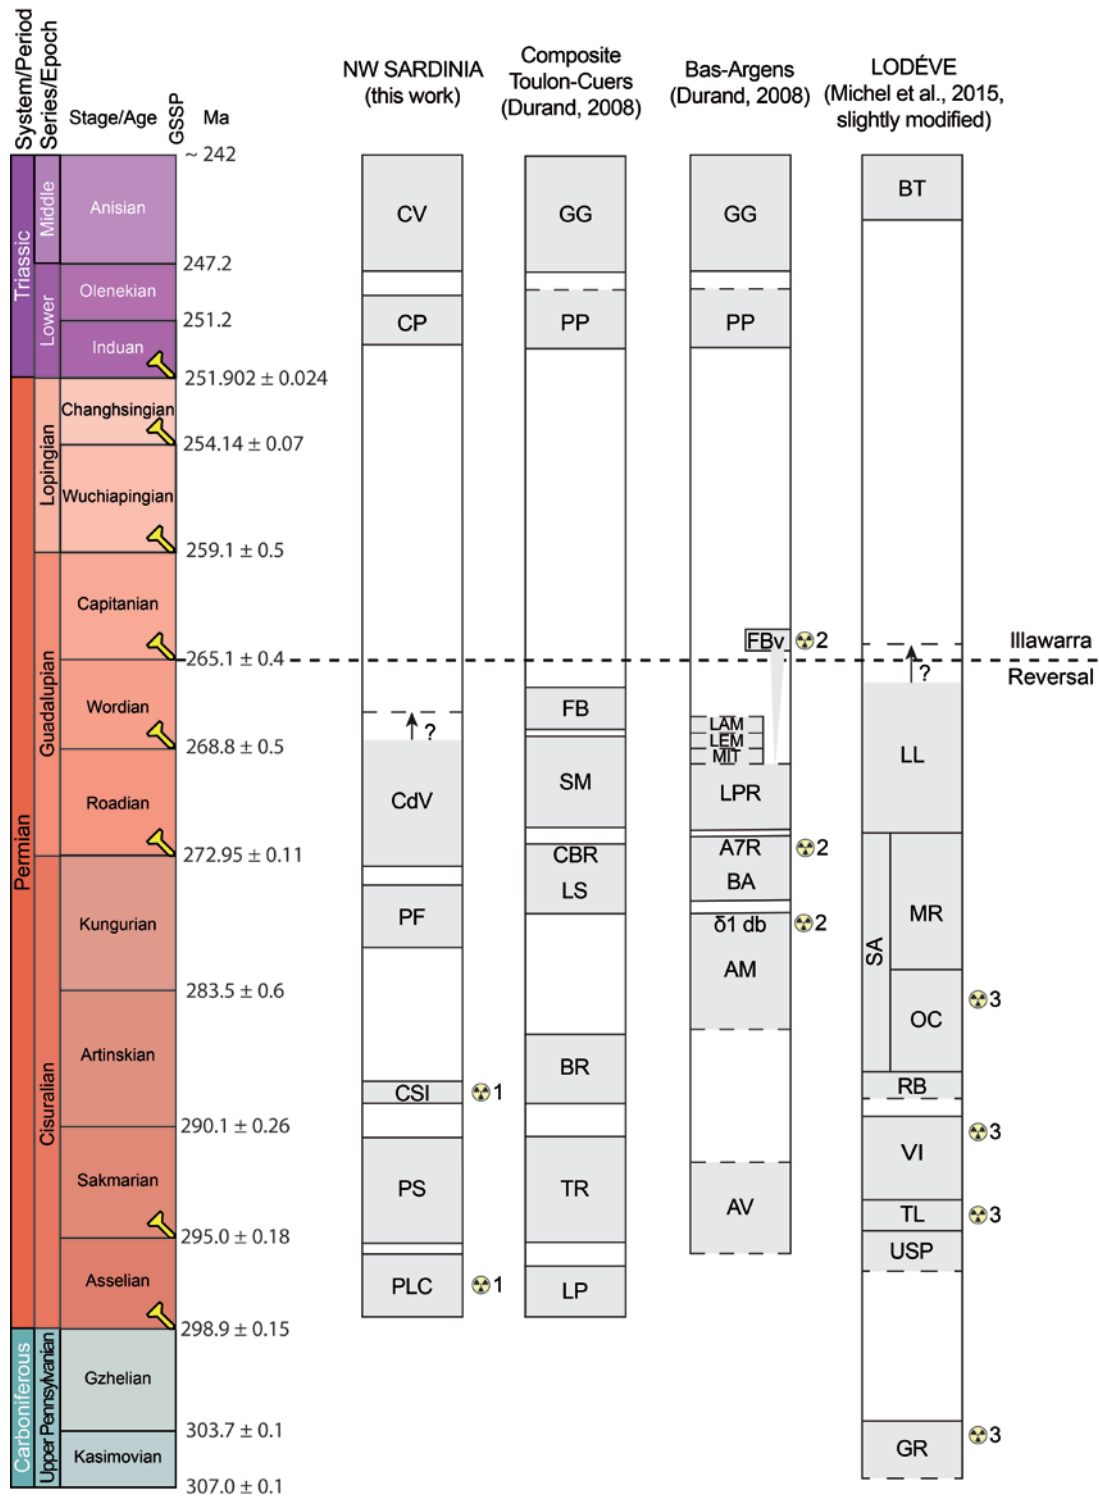 System/Period
Series/Epoch
Stage/Age
GSSP
Ma
NW SARDINIA
(this work)
Composite
Toulon-Cuers
(Durand, 2008)
Bas-Argens
(Durand, 2008)
LODÉVE
(Michel et al., 2015,
slightly modified)
Triassic
Permian
Carboniferous
Middle
Lower
Lopingian
Guadalupian
Cisuralian
Upper Pennsylvanian
Anisian
Olenekian
Induan
Changhsingian
Wuchiapingian
Capitanian
Wordian
Roadian
Kungurian
Artinskian
Sakmarian
Asselian
Gzhelian
Kasimovian
~ 242
247.2
251.2
251.902 ± 0.024
254.14 ± 0.07
259.1 ± 0.5
265.1 ± 0.4
268.8 ± 0.5
272.95 ± 0.11
283.5 ± 0.6
290.1 ± 0.26
295.0 ± 0.18
298.9 ± 0.15
303.7 ± 0.1
307.0 ± 0.1
CV
CP
?
CdV
PF
CSI
1
PS
PLC
1
GG
PP
FB
SM
CBR
LS
BR
TR
LP
GG
PP
FBv
2
LAM
LEM
MIT
LPR
A7R
2
BA
δ1 db
2
AM
AV
BT
?
LL
SA
MR
OC
3
RB
VI
3
TL
3
USP
GR
3
Illawarra
Reversal